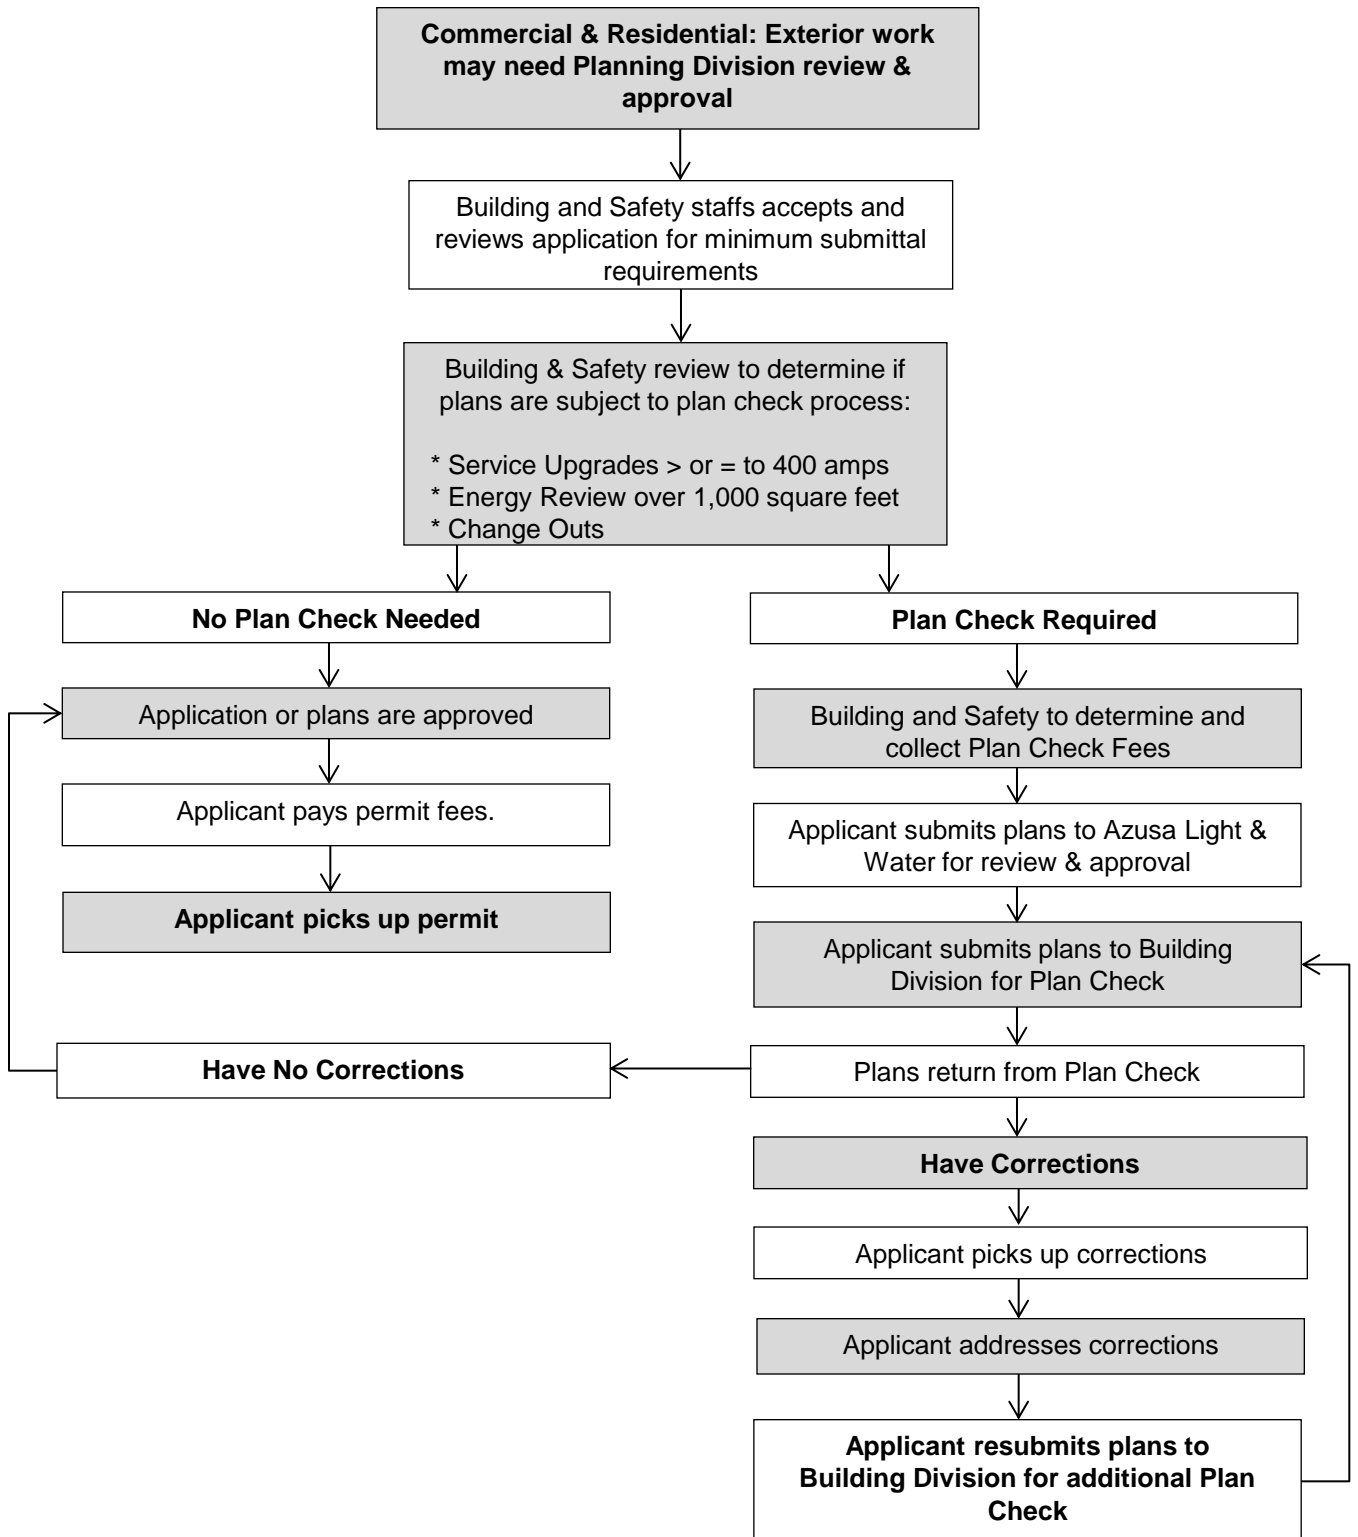 Commercial & Residential: Exterior work
may need Planning Division review &
approval
Building and Safety staffs accepts and
reviews application for minimum submittal
requirements
Building & Safety review to determine if
plans are subject to plan check process:
* Service Upgrades > or = to 400 amps
* Energy Review over 1,000 square feet
* Change Outs
No Plan Check Needed
Application or plans are approved
Applicant pays permit fees.
Applicant picks up permit
Plan Check Required
Building and Safety to determine and
collect Plan Check Fees
Applicant submits plans to Azusa Light &
Water for review & approval
Applicant submits plans to Building
Division for Plan Check
Plans return from Plan Check
Have No Corrections
Have Corrections
Applicant picks up corrections
Applicant addresses corrections
Applicant resubmits plans to
Building Division for additional Plan
Check